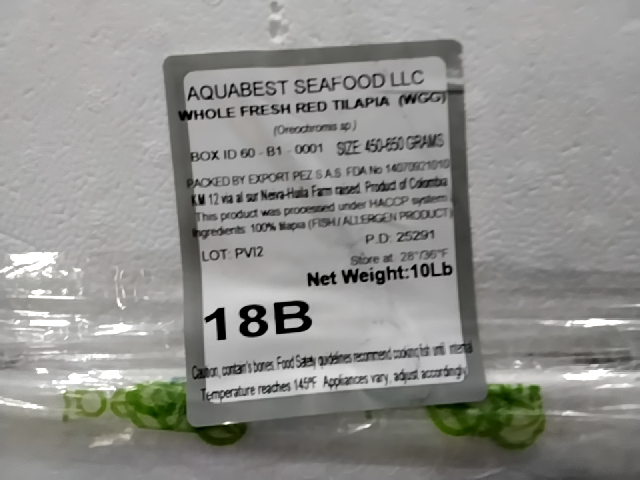 AQUABEST SEAFOOD LLC
WHOLE FRESH RED TILAPIA (WGG)
(Oreochromis sp)
BOX ID 60 - B1 - 0001 SIZE: 450-650 GRAMS
PACKED BY EXPORT PEZ S.A.S. FDA No 14070921010
KM 12 via al sur Neiva-Huila Farm raised. Product of Colombia
This product was processed under HACCP system
Ingredients: 100% tilapia (FISH / ALLERGEN PRODUCT)
LOT: PVI2 P.D: 25291
Store at: 28°/36°F
Net Weight:10Lb
18B
Caution, contain's bones. Food Safety guidelines recommend cooking fish until internal
Temperature reaches 145°F Appliances vary, adjust accordingly.